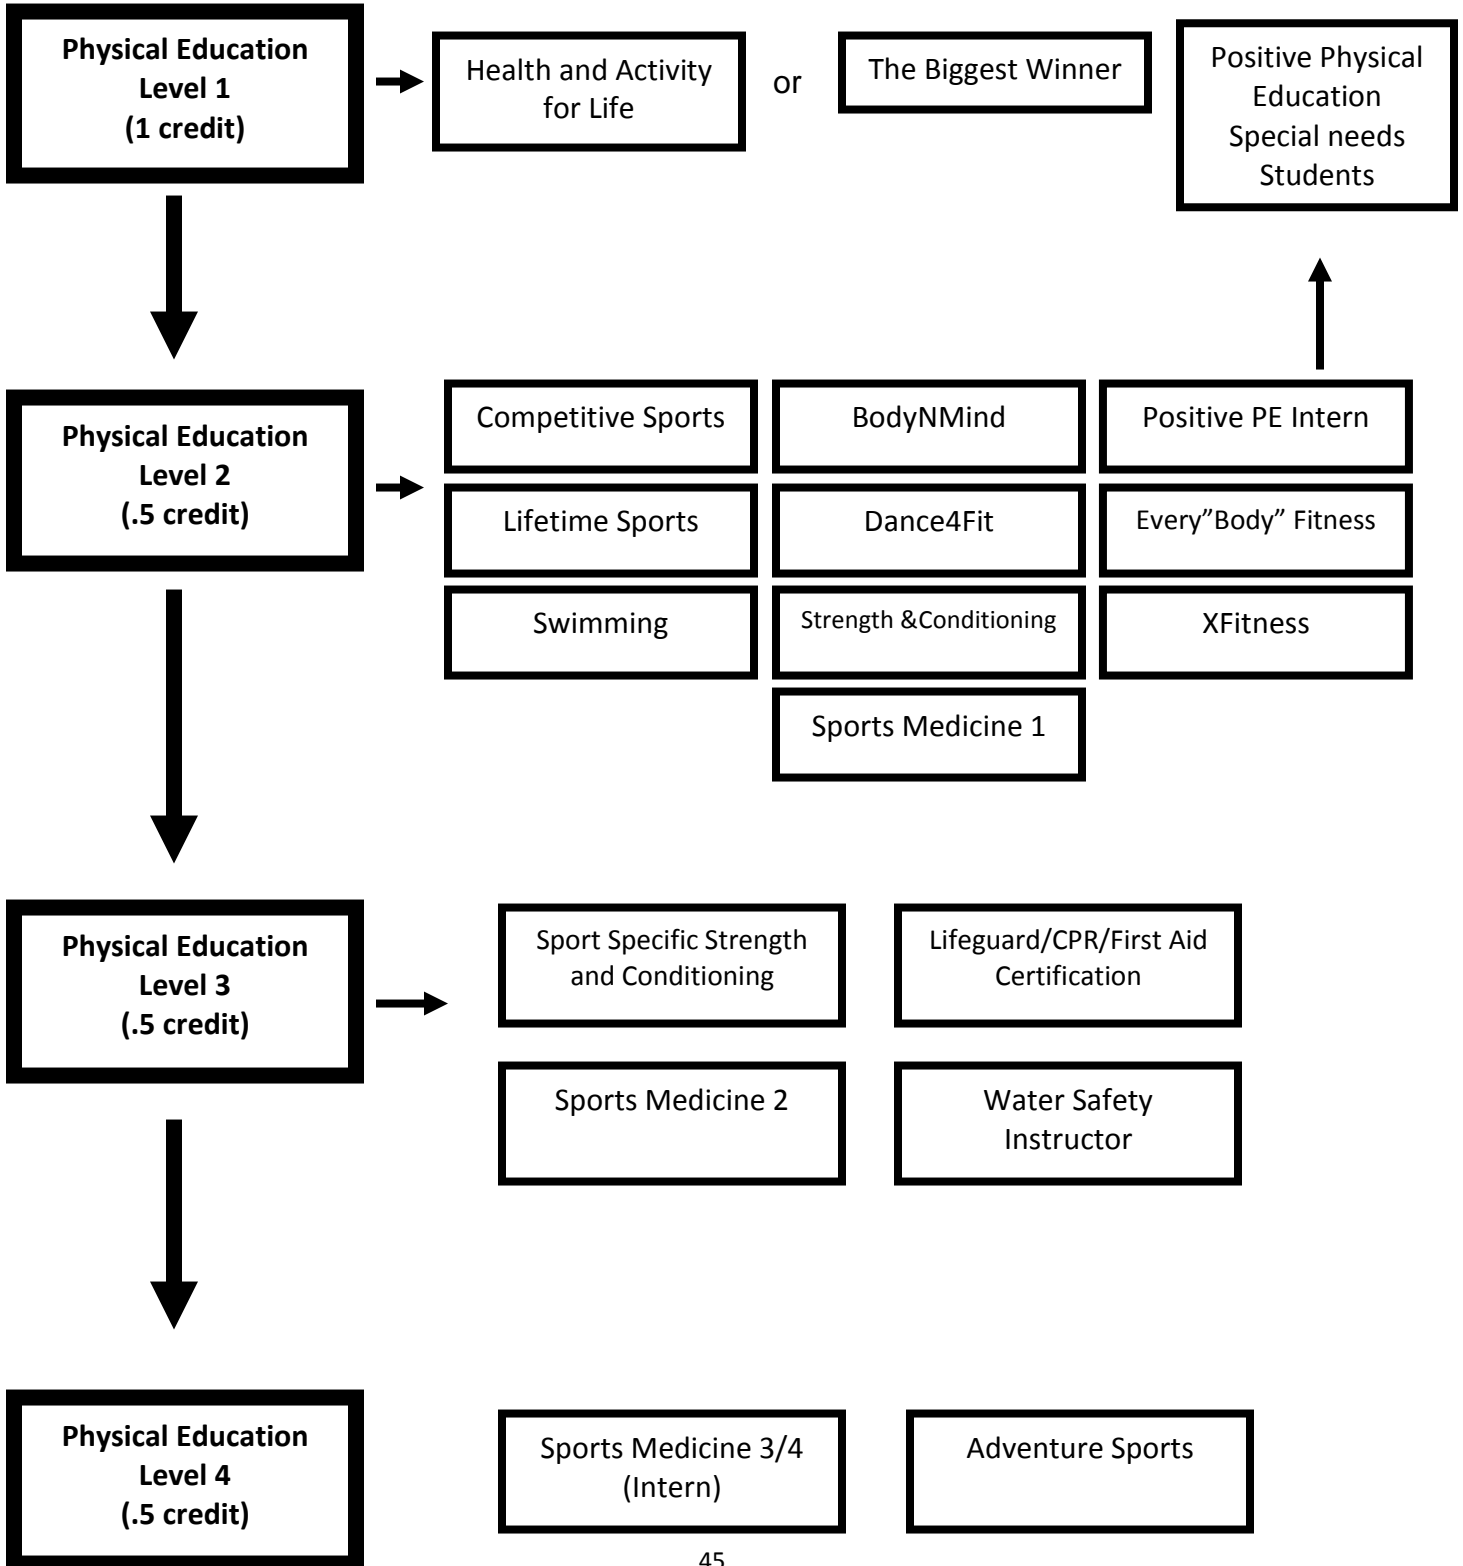 Physical Education
Level 1
(1 credit)
Health and Activity
for Life
or
The Biggest Winner
Positive Physical
Education
Special needs
Students
Physical Education
Level 2
(.5 credit)
Competitive Sports
BodyNMind
Positive PE Intern
Lifetime Sports
Dance4Fit
Every”Body” Fitness
Swimming
Strength &Conditioning
XFitness
Sports Medicine 1
Physical Education
Level 3
(.5 credit)
Sport Specific Strength
and Conditioning
Lifeguard/CPR/First Aid
Certification
Sports Medicine 2
Water Safety
Instructor
Physical Education
Level 4
(.5 credit)
Sports Medicine 3/4
(Intern)
Adventure Sports
45